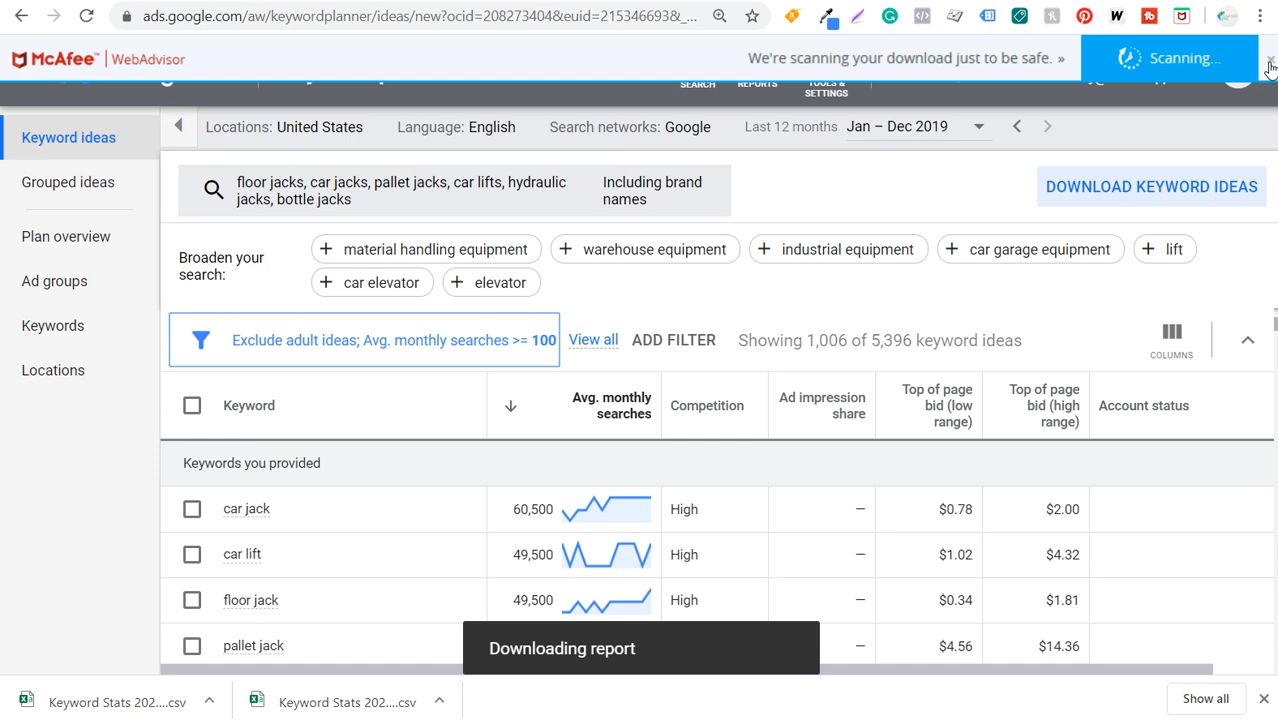 ads.google.com/aw/keywordplanner/ideas/new?ocid=208273404&euid=215346693&_...
McAfee™ | WebAdvisor
We're scanning your download just to be safe. »
Scanning...
SEARCH
REPORTS
TOOLS &
SETTINGS
Keyword ideas
Grouped ideas
Plan overview
Ad groups
Keywords
Locations
Locations: United States
Language: English
Search networks: Google
Last 12 months Jan – Dec 2019
floor jacks, car jacks, pallet jacks, car lifts, hydraulic
jacks, bottle jacks
Including brand
names
DOWNLOAD KEYWORD IDEAS
Broaden your
search:
+ material handling equipment
+ warehouse equipment
+ industrial equipment
+ car garage equipment
+ lift
+ car elevator
+ elevator
Exclude adult ideas; Avg. monthly searches >= 100
View all
ADD FILTER
Showing 1,006 of 5,396 keyword ideas
COLUMNS
Keyword
Avg. monthly
searches
Competition
Ad impression
share
Top of page
bid (low
range)
Top of page
bid (high
range)
Account status
Keywords you provided
car jack 60,500 High – $0.78 $2.00
car lift 49,500 High – $1.02 $4.32
floor jack 49,500 High – $0.34 $1.81
pallet jack – $4.56 $14.36
Downloading report
Keyword Stats 202....csv
Keyword Stats 202....csv
Show all